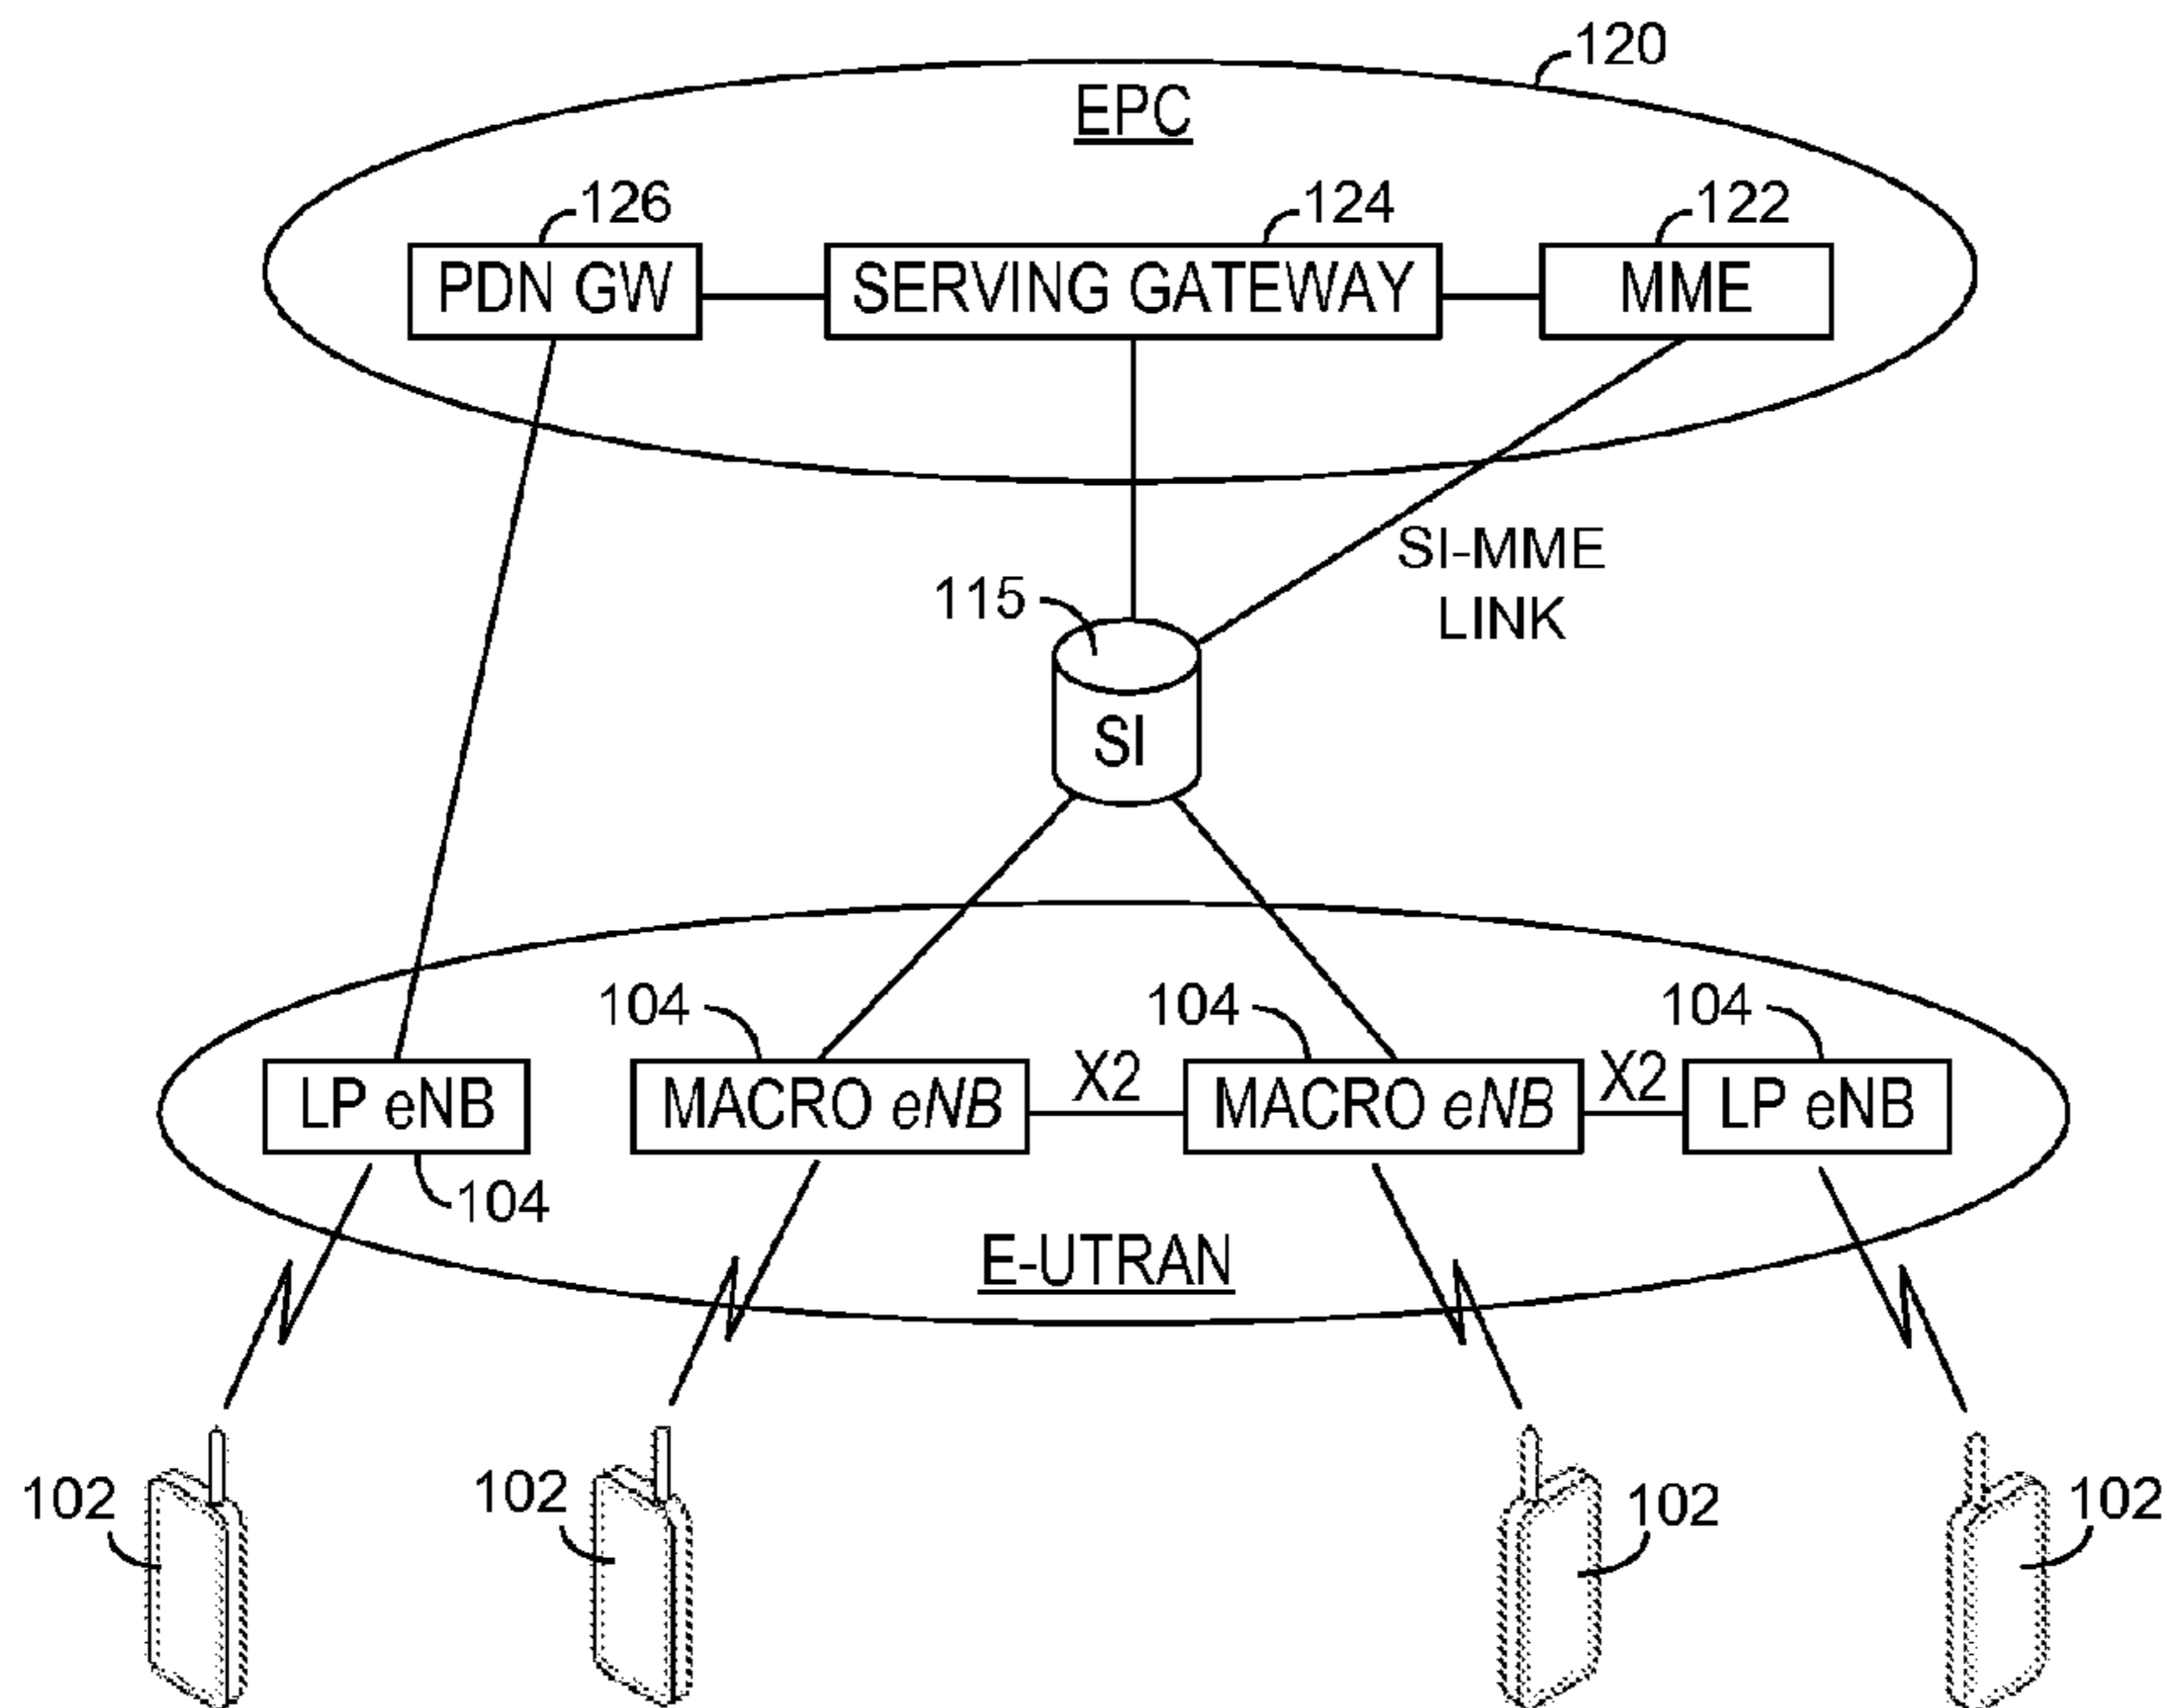 120
EPC
126
124
122
PDN GW
SERVING GATEWAY
MME
SI-MME
LINK
115
SI
104
104
104
LP eNB
MACRO eNB
X2
MACRO eNB
X2
LP eNB
104
E-UTRAN
102
102
102
102